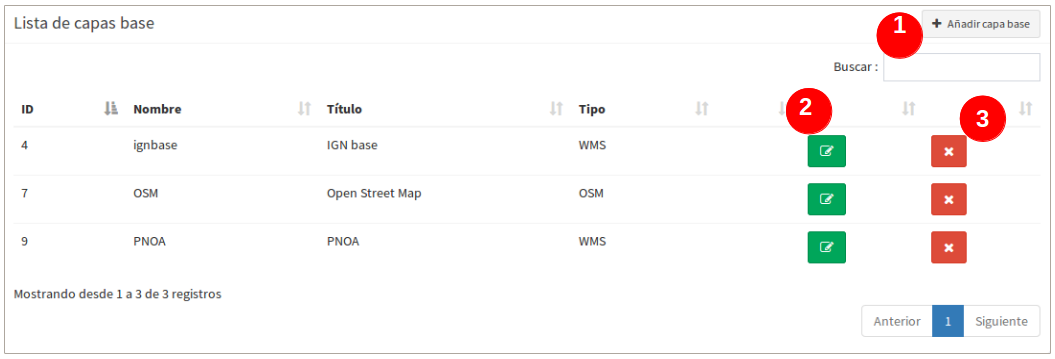 Lista de capas base
1
Añadir capa base
Buscar :
ID Nombre Título Tipo 2 3
4 ignbase IGN base WMS
7 OSM Open Street Map OSM
9 PNOA PNOA WMS
Mostrando desde 1 a 3 de 3 registros
Anterior 1 Siguiente